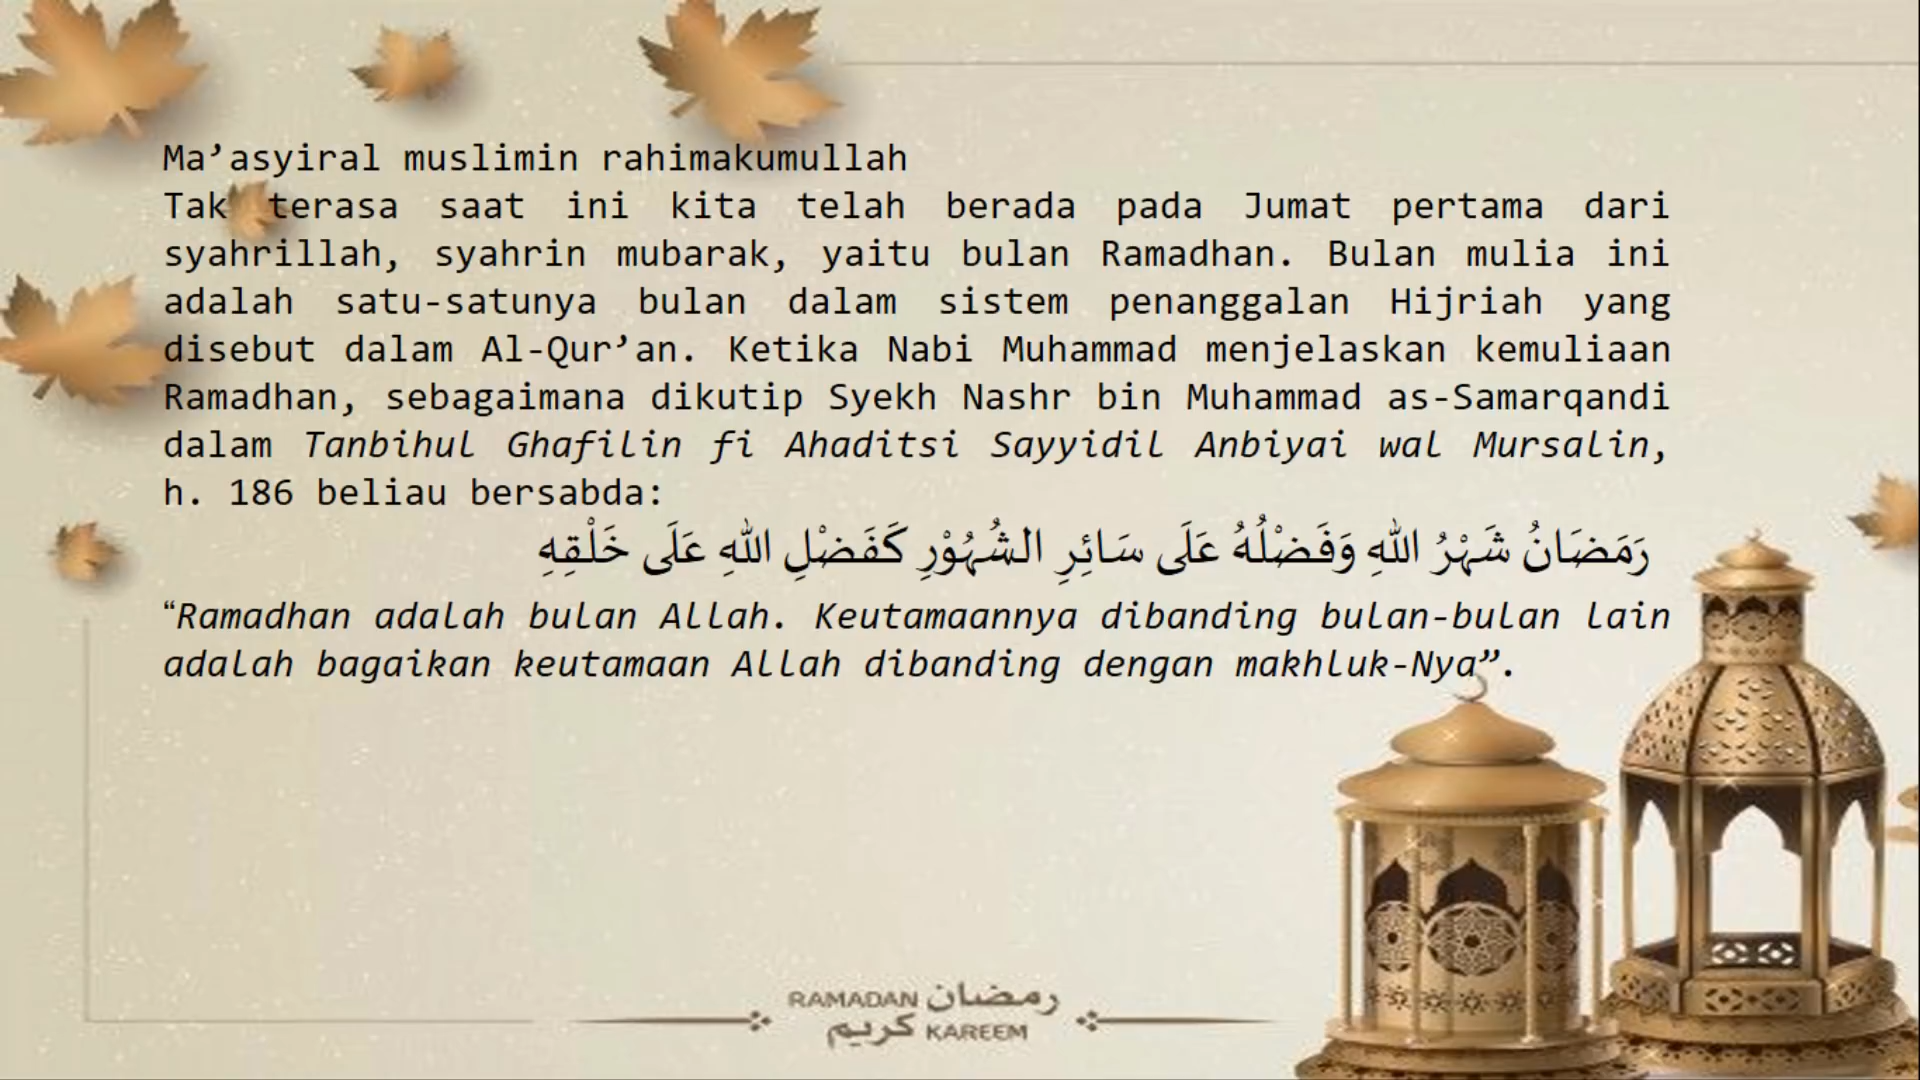 Ma’asyiral muslimin rahimakumullah
Tak terasa saat ini kita telah berada pada Jumat pertama dari
syahrillah, syahrin mubarak, yaitu bulan Ramadhan. Bulan mulia ini
adalah satu-satunya bulan dalam sistem penanggalan Hijriah yang
disebut dalam Al-Qur’an. Ketika Nabi Muhammad menjelaskan kemuliaan
Ramadhan, sebagaimana dikutip Syekh Nashr bin Muhammad as-Samarqandi
dalam Tanbihul Ghafilin fi Ahaditsi Sayyidil Anbiyai wal Mursalin,
h. 186 beliau bersabda:
رَمَضَانُ شَهْرُ اللهِ وَفَضْلُهُ عَلَى سَائِرِ الشُهُوْرِ كَفَضْلِ اللهِ عَلَى خَلْقِهِ
“Ramadhan adalah bulan Allah. Keutamaannya dibanding bulan-bulan lain
adalah bagaikan keutamaan Allah dibanding dengan makhluk-Nya”.
RAMADAN رمضان
كريم KAREEM